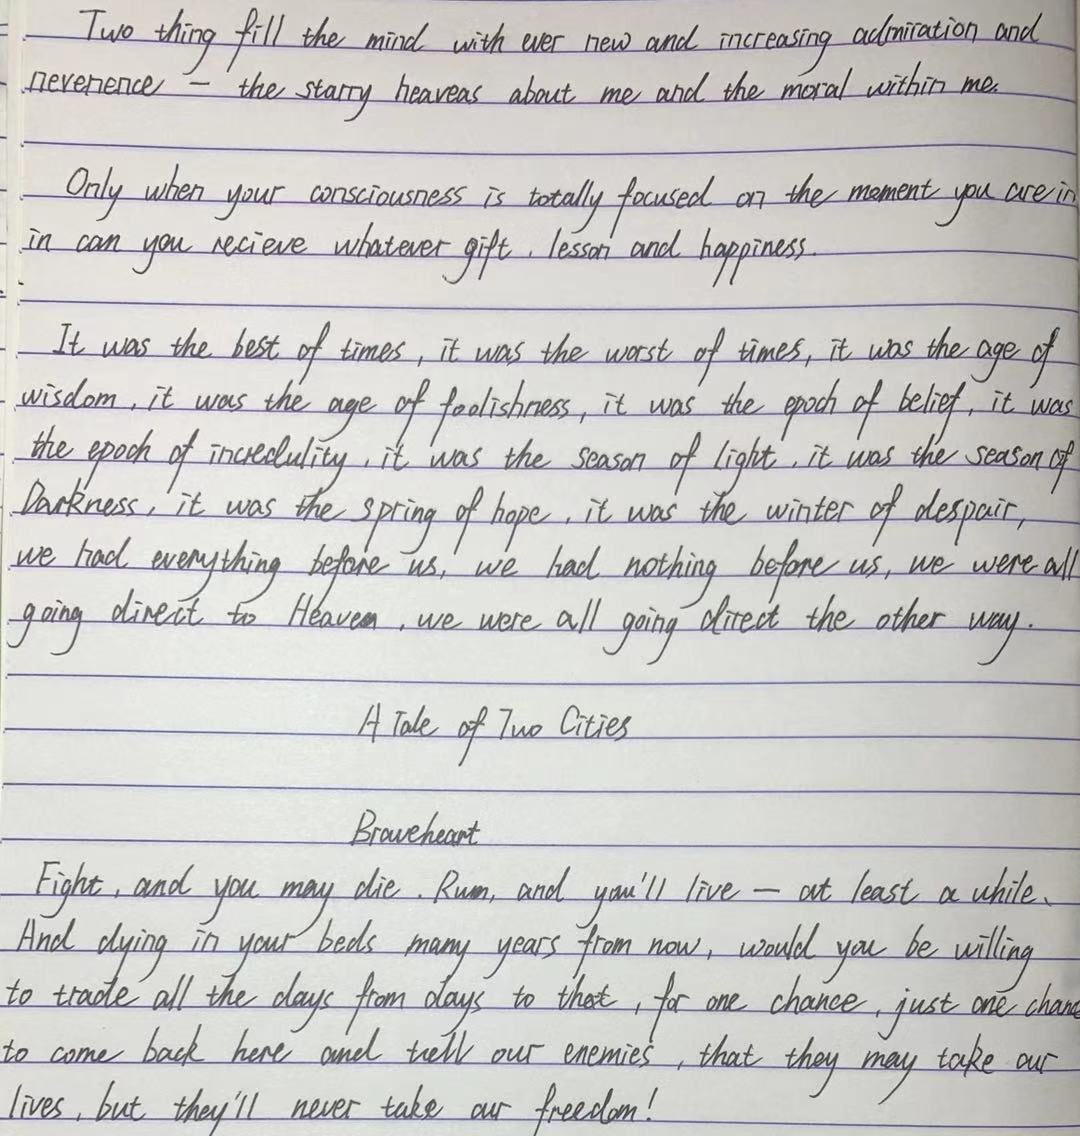 Two thing fill the mind with ever new and increasing admiration and
reverence – the starry heaveas about me and the moral within me.
Only when your consciousness is totally focused on the moment you are in
in can you recieve whatever gift, lesson and happiness.
It was the best of times, it was the worst of times, it was the age of
wisdom, it was the age of foolishness, it was the epoch of belief, it was
the epoch of incredulity, it was the season of light, it was the season of
Darkness, it was the spring of hope, it was the winter of despair,
we had everything before us, we had nothing before us, we were all
going direct to Heaven, we were all going direct the other way.
A Tale of Two Cities
Braveheart
Fight, and you may die. Run, and you'll live – at least a while.
And dying in your beds many years from now, would you be willing
to trade all the days from days to that, for one chance, just one chance
to come back here and tell our enemies, that they may take our
lives, but they'll never take our freedom!